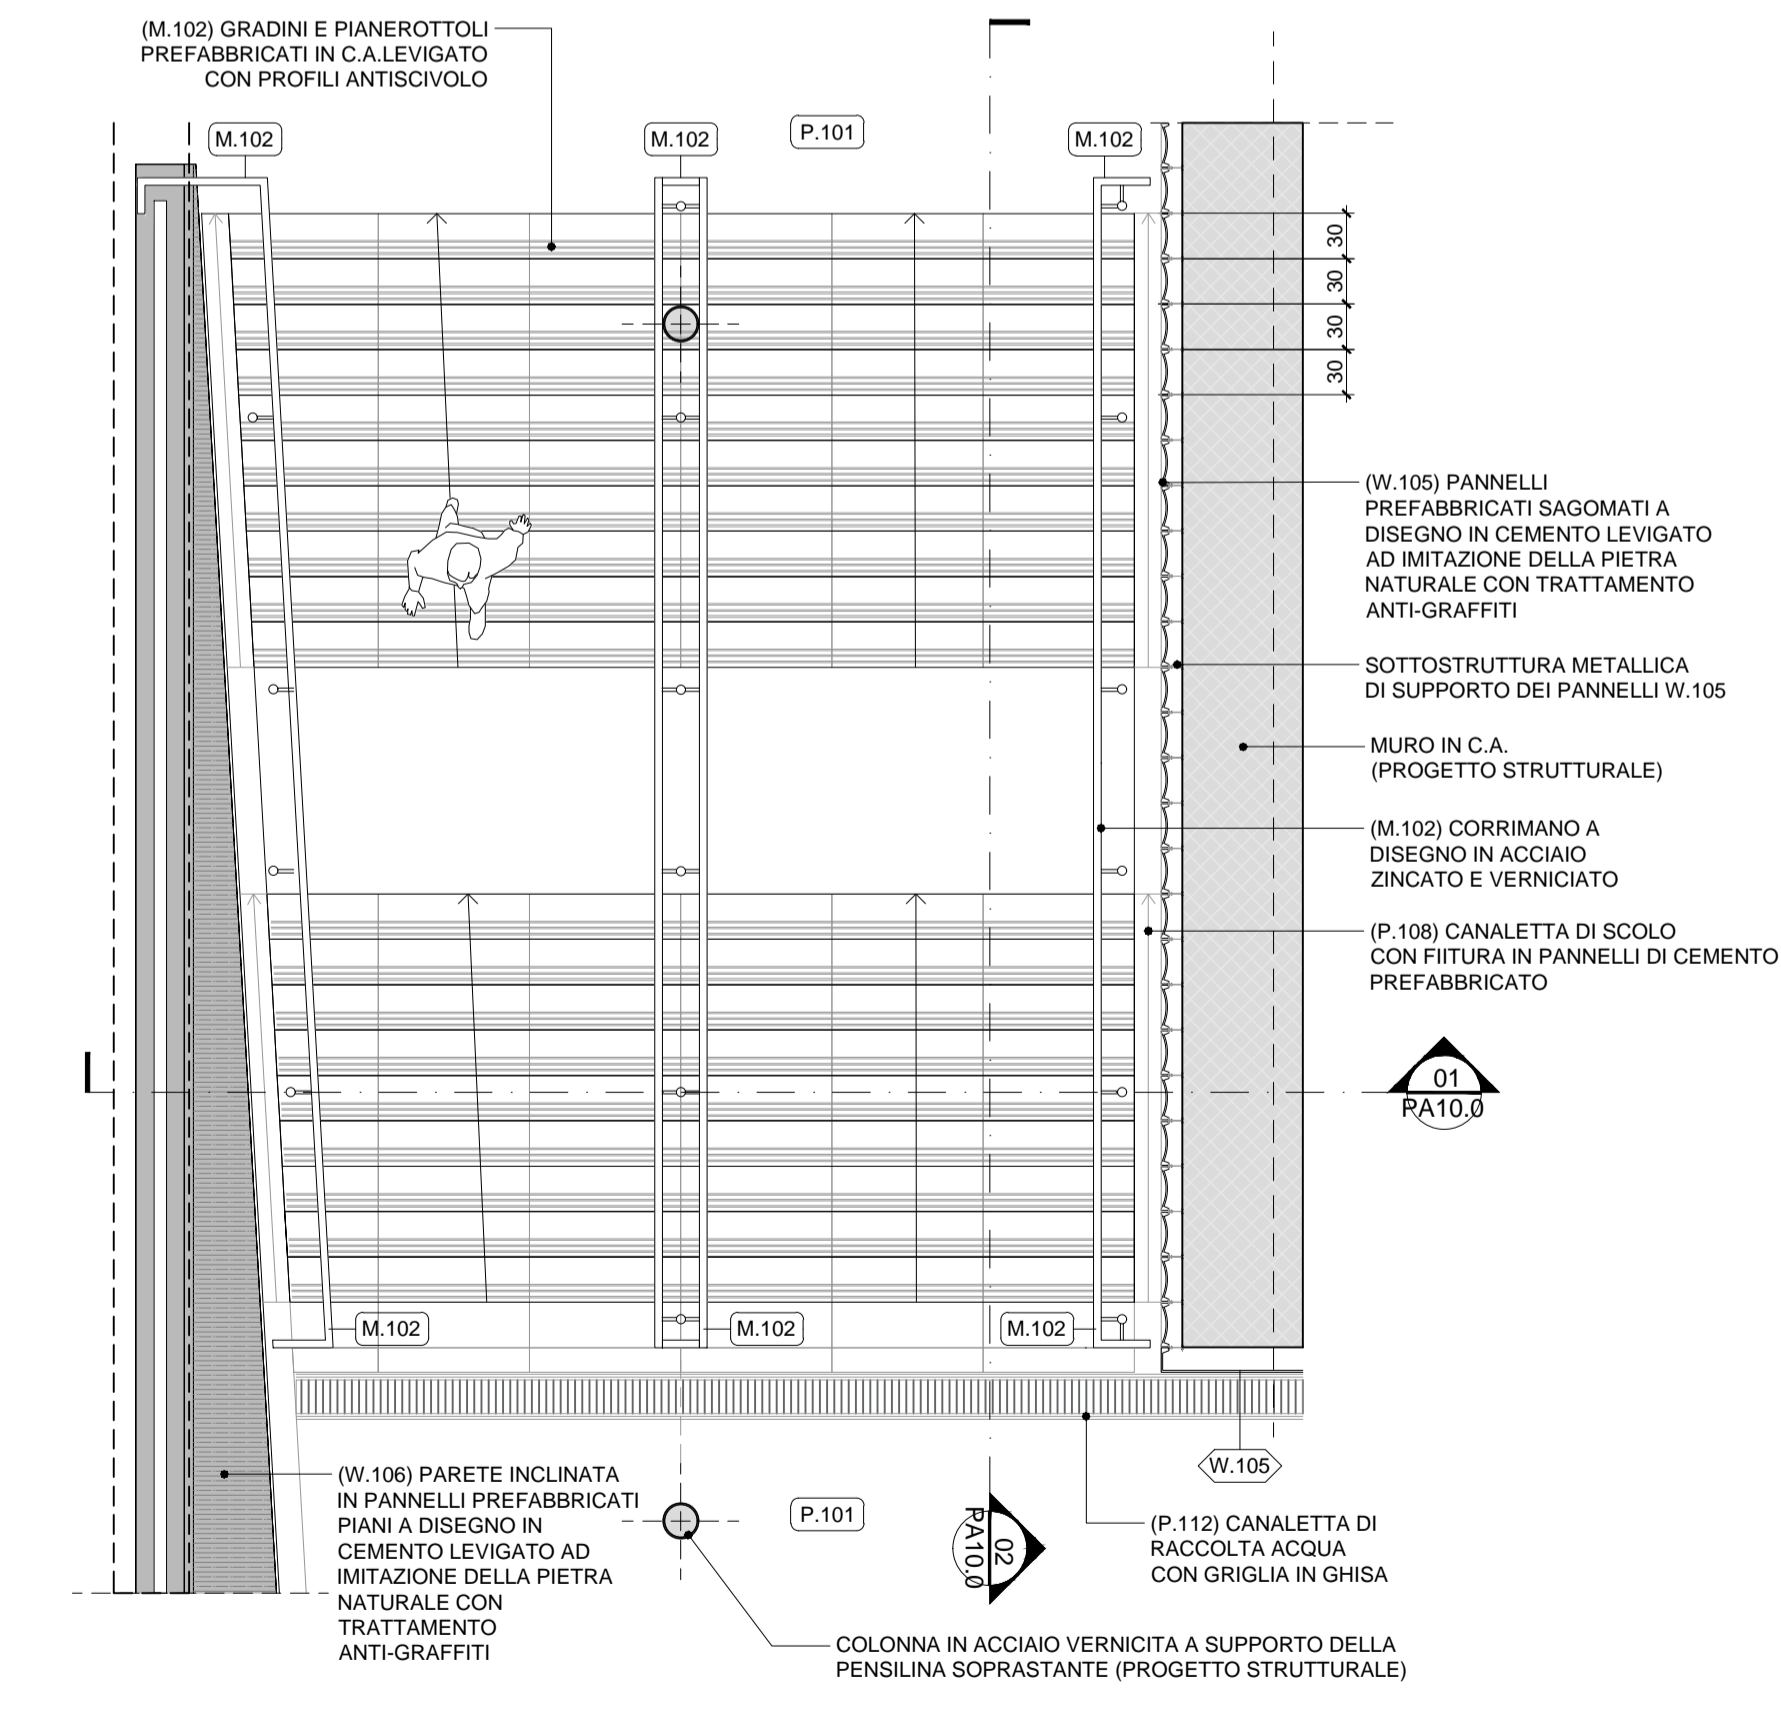 (M.102) GRADINI E PIANEROTTOLI
PREFABBRICATI IN C.A.LEVIGATO
CON PROFILI ANTISCIVOLO
M.102
M.102
P.101
M.102
30
30
30
30
(W.105) PANNELLI
PREFABBRICATI SAGOMATI A
DISEGNO IN CEMENTO LEVIGATO
AD IMITAZIONE DELLA PIETRA
NATURALE CON TRATTAMENTO
ANTI-GRAFFITI
SOTTOSTRUTTURA METALLICA
DI SUPPORTO DEI PANNELLI W.105
MURO IN C.A.
(PROGETTO STRUTTURALE)
(M.102) CORRIMANO A
DISEGNO IN ACCIAIO
ZINCATO E VERNICIATO
(P.108) CANALETTA DI SCOLO
CON FIITURA IN PANNELLI DI CEMENTO
PREFABBRICATO
01
PA10.0
M.102
M.102
M.102
W.105
(W.106) PARETE INCLINATA
IN PANNELLI PREFABBRICATI
PIANI A DISEGNO IN
CEMENTO LEVIGATO AD
IMITAZIONE DELLA PIETRA
NATURALE CON
TRATTAMENTO
ANTI-GRAFFITI
P.101
02
PA10.0
(P.112) CANALETTA DI
RACCOLTA ACQUA
CON GRIGLIA IN GHISA
COLONNA IN ACCIAIO VERNICITA A SUPPORTO DELLA
PENSILINA SOPRASTANTE (PROGETTO STRUTTURALE)